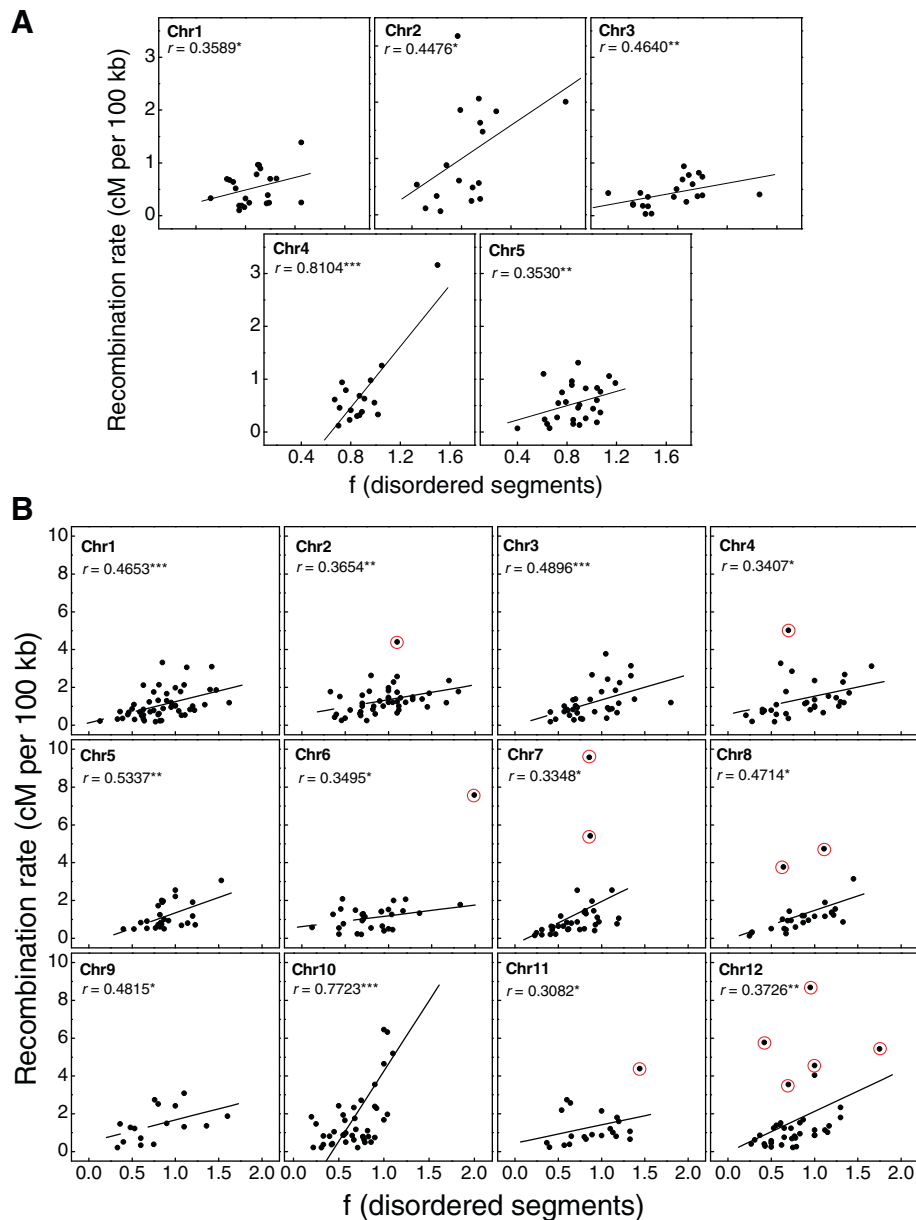 A
Recombination rate (cM per 100 kb)
Chr1
r = 0.3589*
Chr2
r = 0.4476*
Chr3
r = 0.4640**
3
2
1
0
Chr4
r = 0.8104***
Chr5
r = 0.3530**
3
2
1
0
0.4 0.8 1.2 1.6 0.4 0.8 1.2 1.6
f (disordered segments)
B
Recombination rate (cM per 100 kb)
10
8
6
4
2
0
Chr1
r = 0.4653***
Chr2
r = 0.3654**
Chr3
r = 0.4896***
Chr4
r = 0.3407*
10
8
6
4
2
0
Chr5
r = 0.5337**
Chr6
r = 0.3495*
Chr7
r = 0.3348*
Chr8
r = 0.4714*
10
8
6
4
2
0
Chr9
r = 0.4815*
Chr10
r = 0.7723***
Chr11
r = 0.3082*
Chr12
r = 0.3726**
0.0 0.5 1.0 1.5 2.0 0.0 0.5 1.0 1.5 2.0 0.0 0.5 1.0 1.5 2.0 0.0 0.5 1.0 1.5 2.0
f (disordered segments)